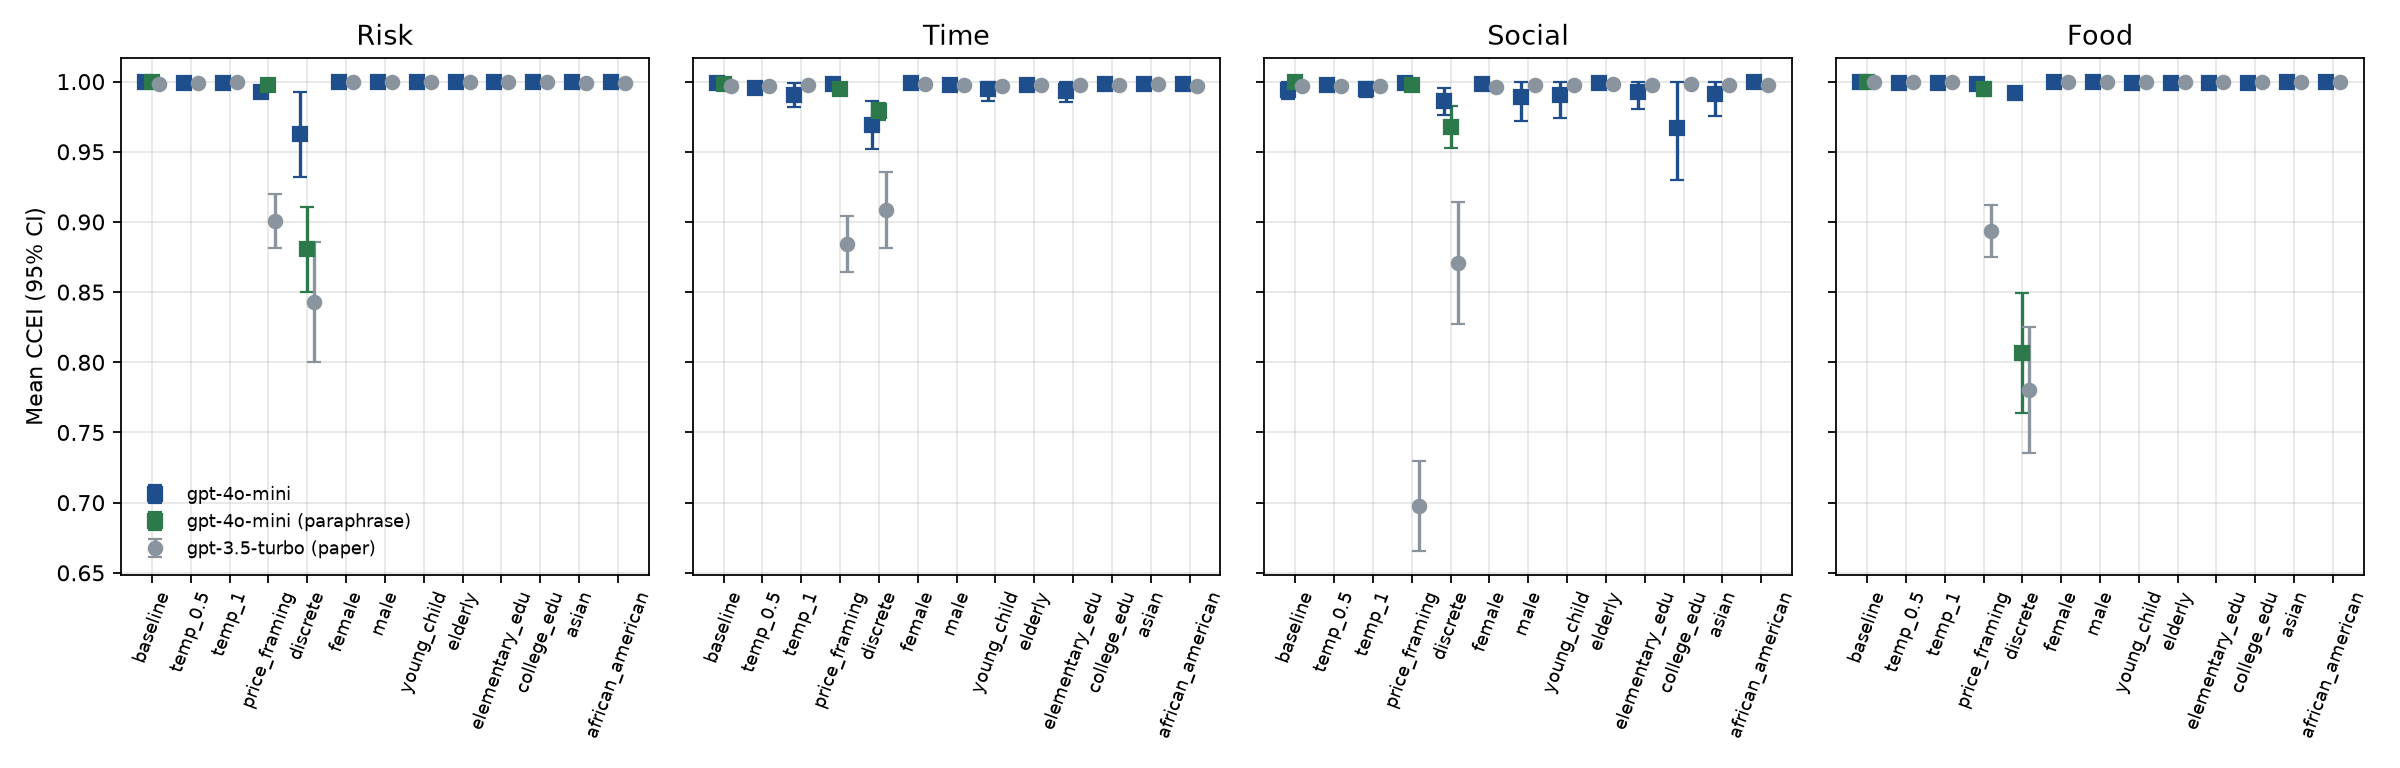 Risk
Time
Social
Food
Mean CCEI (95% CI)
1.00
0.95
0.90
0.85
0.80
0.75
0.70
0.65
gpt-4o-mini
gpt-4o-mini (paraphrase)
gpt-3.5-turbo (paper)
baseline
temp_0.5
temp_1
price_framing
discrete
female
male
young_child
elderly
elementary_edu
college_edu
asian
african_american
baseline
temp_0.5
temp_1
price_framing
discrete
female
male
young_child
elderly
elementary_edu
college_edu
asian
african_american
baseline
temp_0.5
temp_1
price_framing
discrete
female
male
young_child
elderly
elementary_edu
college_edu
asian
african_american
baseline
temp_0.5
temp_1
price_framing
discrete
female
male
young_child
elderly
elementary_edu
college_edu
asian
african_american